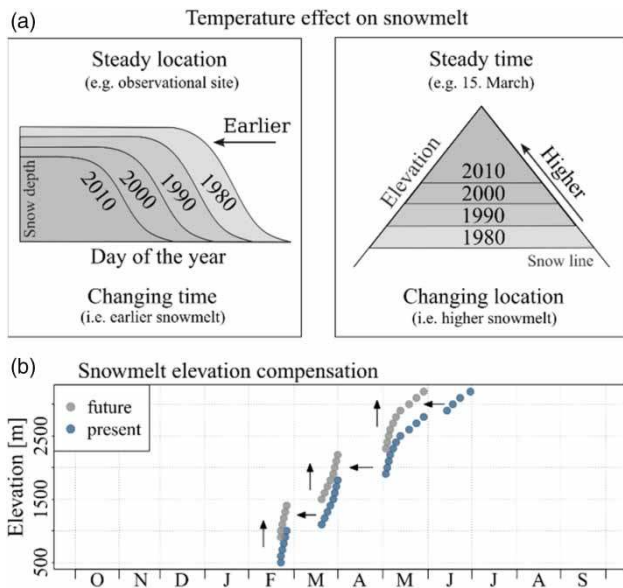 (a)
Temperature effect on snowmelt
Steady location
(e.g. observational site)
Earlier
Snow depth
2010
2000
1990
1980
Day of the year
Changing time
(i.e. earlier snowmelt)
Steady time
(e.g. 15. March)
Elevation
Higher
2010
2000
1990
1980
Snow line
Changing location
(i.e. higher snowmelt)
(b)
Snowmelt elevation compensation
future
present
Elevation [m]
2500
1500
500
O N D J F M A M J J A S